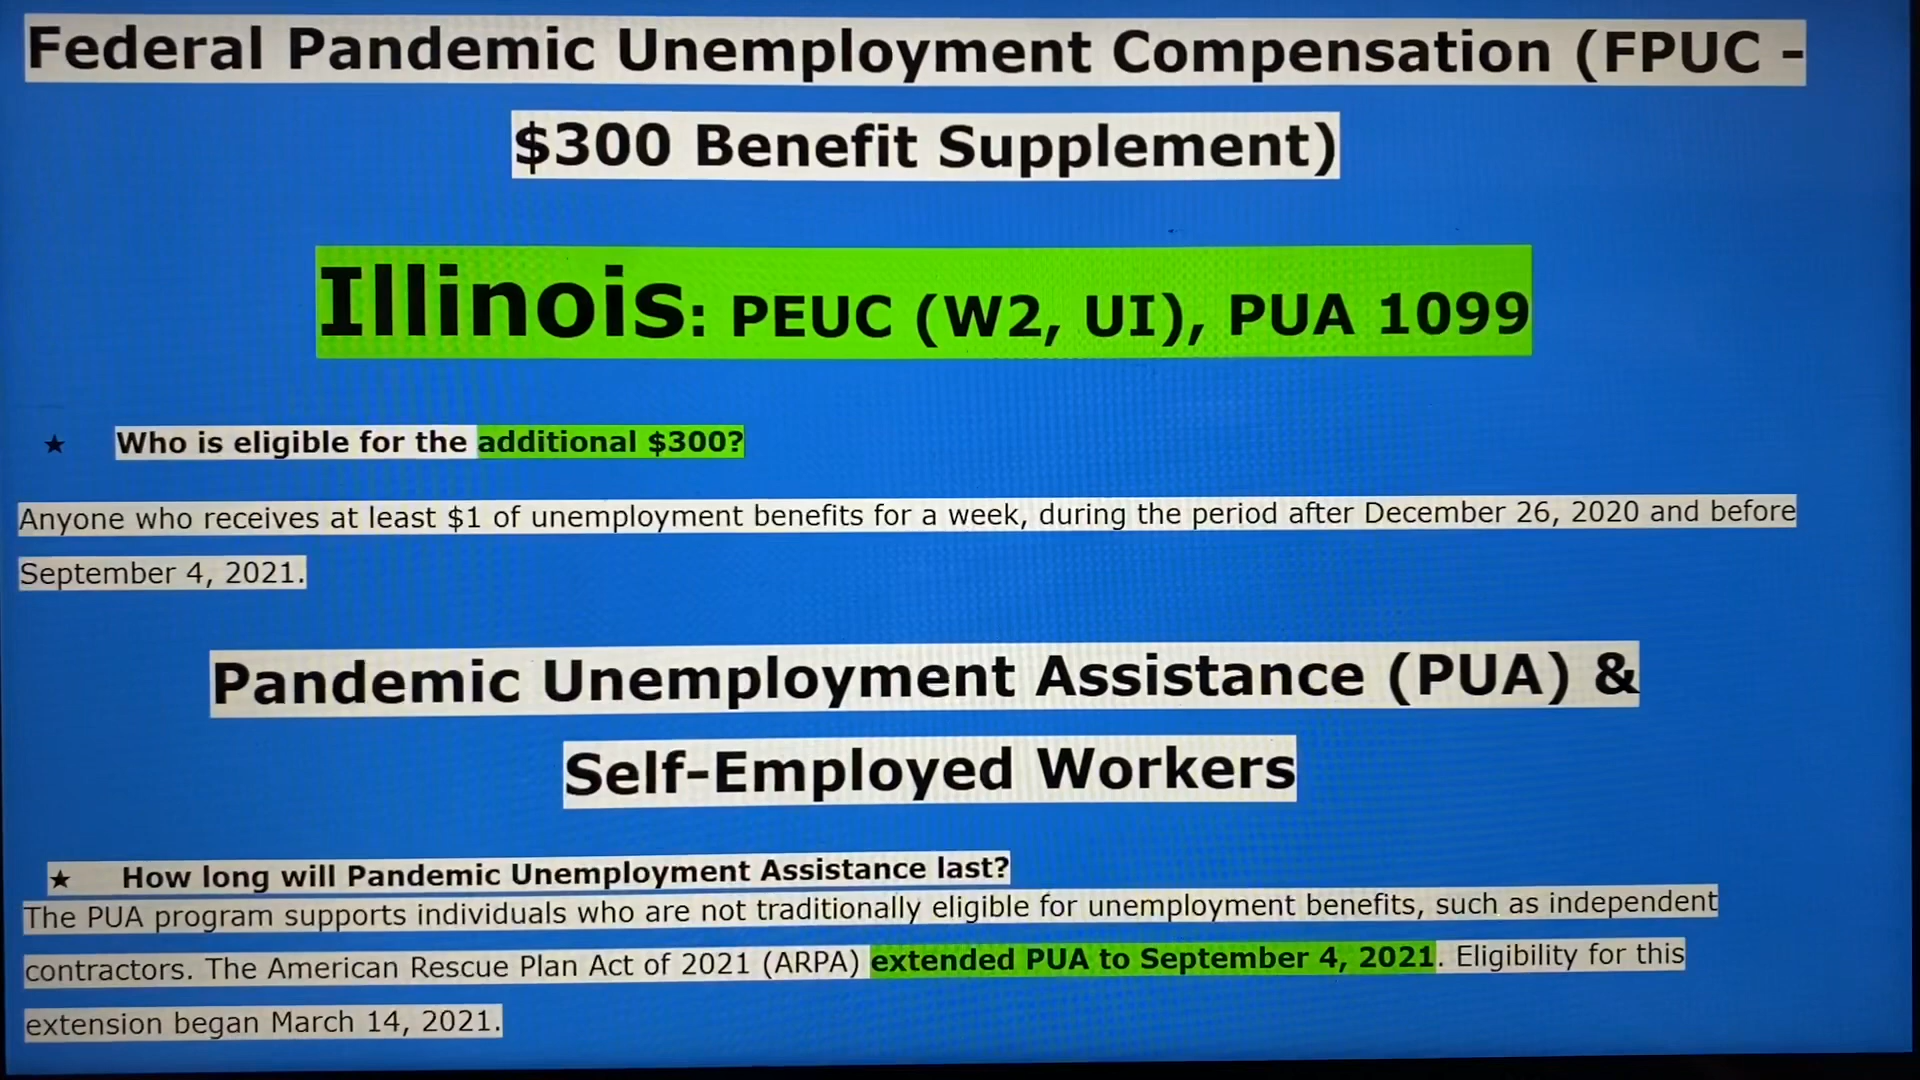 Federal Pandemic Unemployment Compensation (FPUC -
$300 Benefit Supplement)
Illinois: PEUC (W2, UI), PUA 1099
★ Who is eligible for the additional $300?
Anyone who receives at least $1 of unemployment benefits for a week, during the period after December 26, 2020 and before
September 4, 2021.
Pandemic Unemployment Assistance (PUA) &
Self-Employed Workers
★ How long will Pandemic Unemployment Assistance last?
The PUA program supports individuals who are not traditionally eligible for unemployment benefits, such as independent
contractors. The American Rescue Plan Act of 2021 (ARPA) extended PUA to September 4, 2021. Eligibility for this
extension began March 14, 2021.